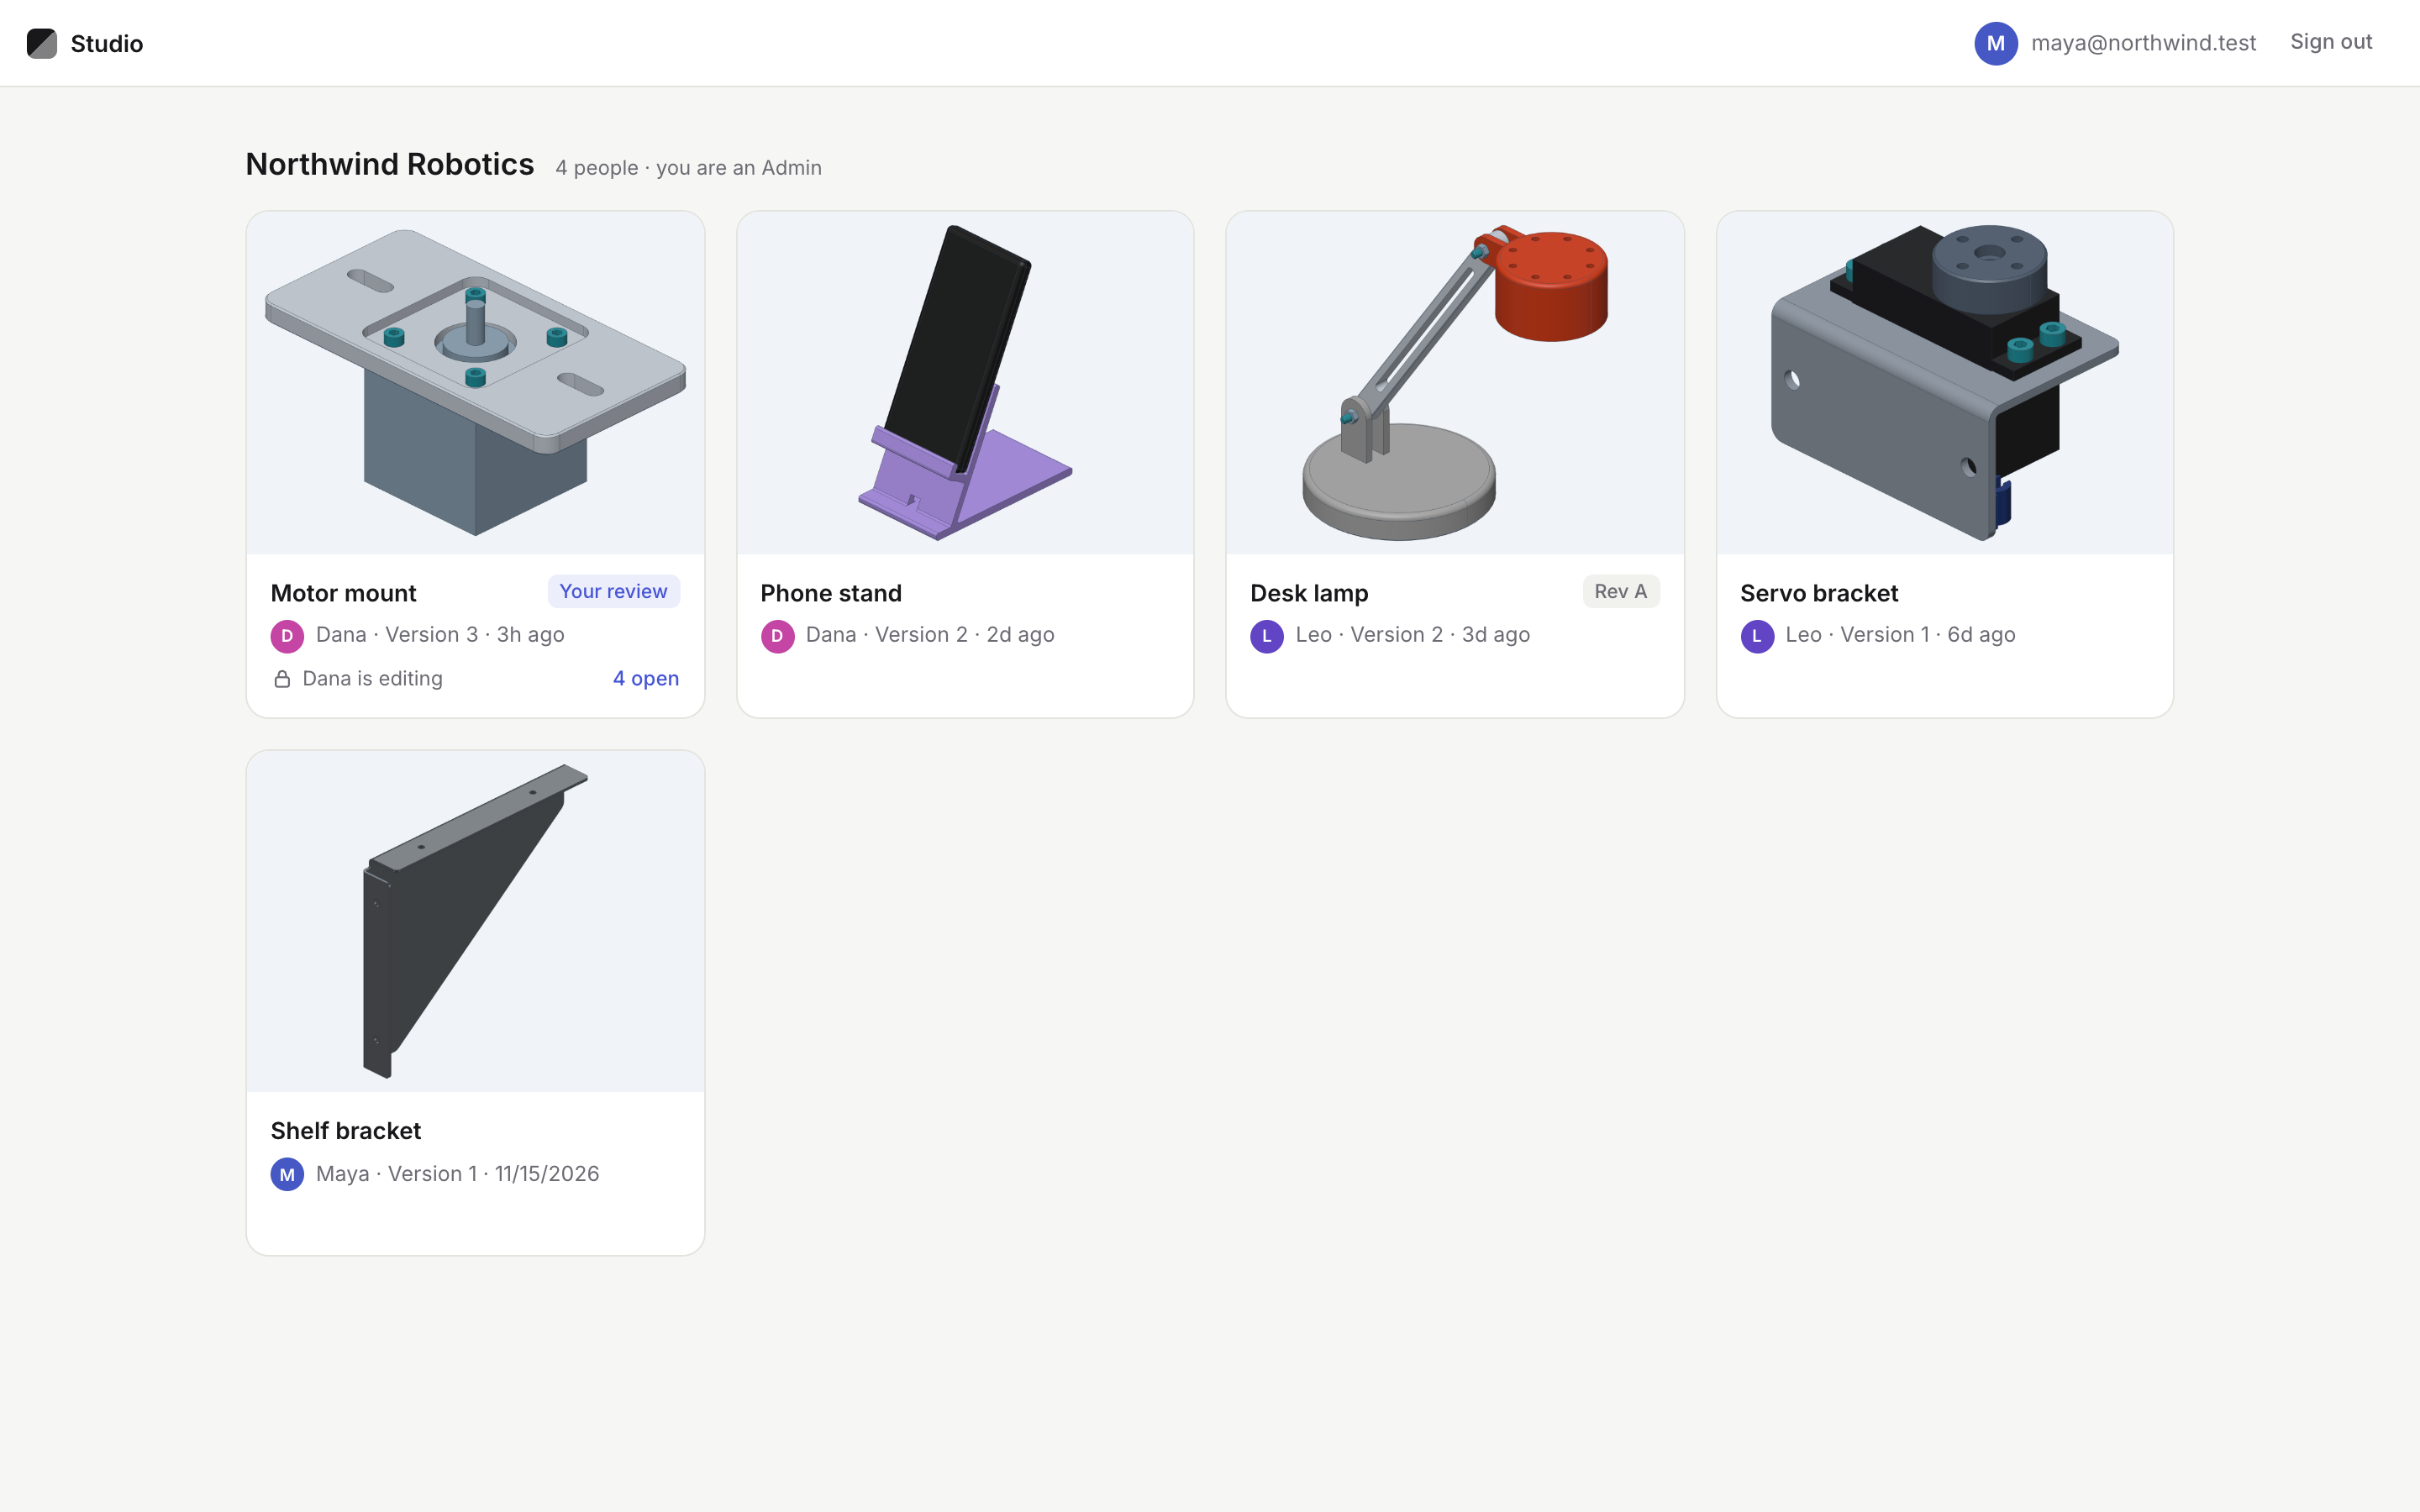 Studio
M maya@northwind.test Sign out
Northwind Robotics 4 people · you are an Admin
Motor mount Your review
D Dana · Version 3 · 3h ago
Dana is editing 4 open
Phone stand
D Dana · Version 2 · 2d ago
Desk lamp Rev A
L Leo · Version 2 · 3d ago
Servo bracket
L Leo · Version 1 · 6d ago
Shelf bracket
M Maya · Version 1 · 11/15/2026